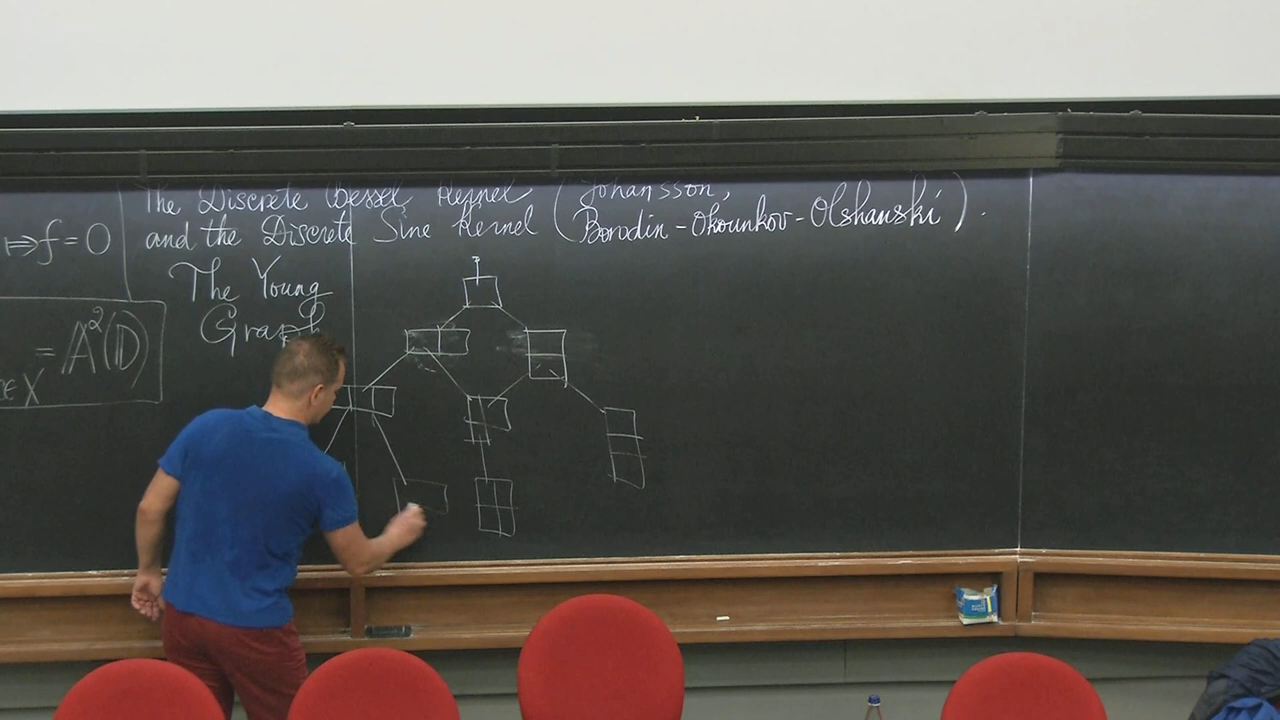 ⇒f=0
= A²(𝔻)
∈X
The Discrete Bessel Kernel (Johansson,
and the Discrete Sine Kernel (Borodin-Okounkov-Olshanski).
The Young
Graph